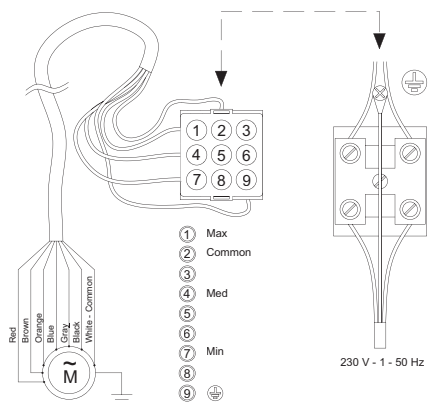 1 2 3
4 5 6
7 8 9
1 Max
2 Common
3
4 Med
5
6
7 Min
8
9
Red
Brown
Orange
Blue
Gray
Black
White - Common
~
M
230 V - 1 - 50 Hz